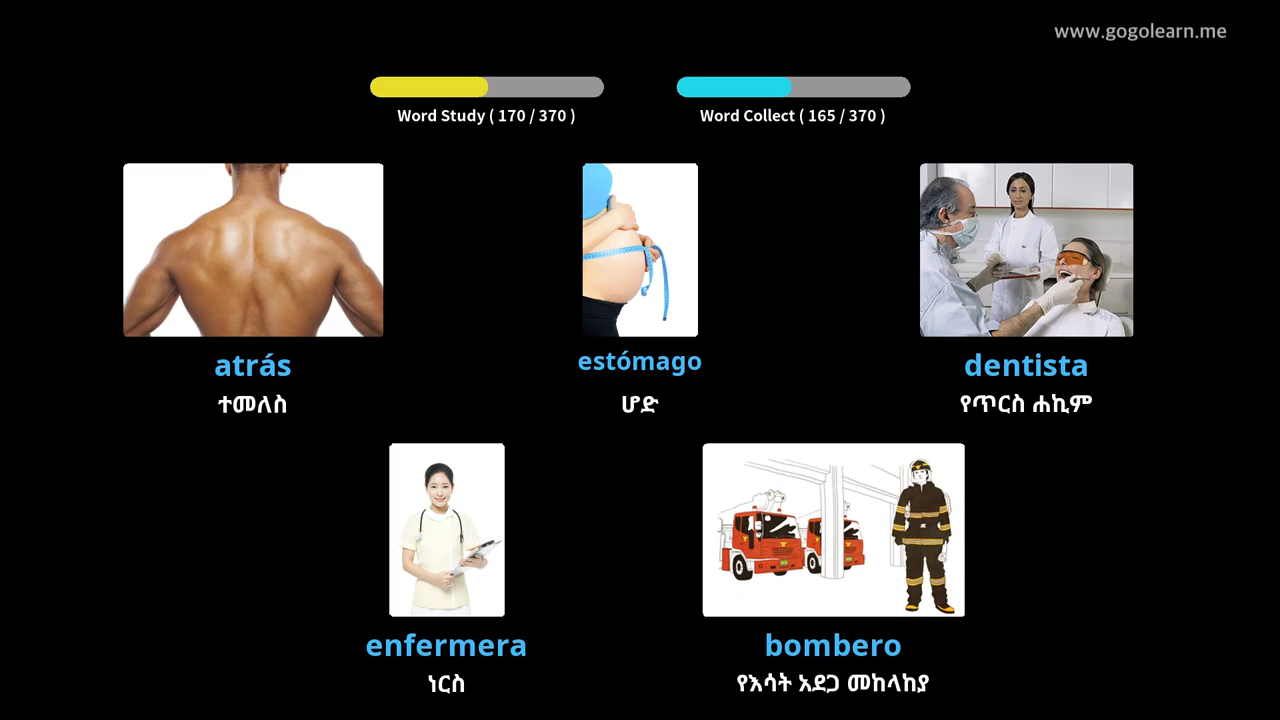 www.gogolearn.me
Word Study ( 170 / 370 )
Word Collect ( 165 / 370 )
atrás
ተመለስ
estómago
ሆድ
dentista
የጥርስ ሐኪም
enfermera
ነርስ
bombero
የእሳት አደጋ መከላከያ